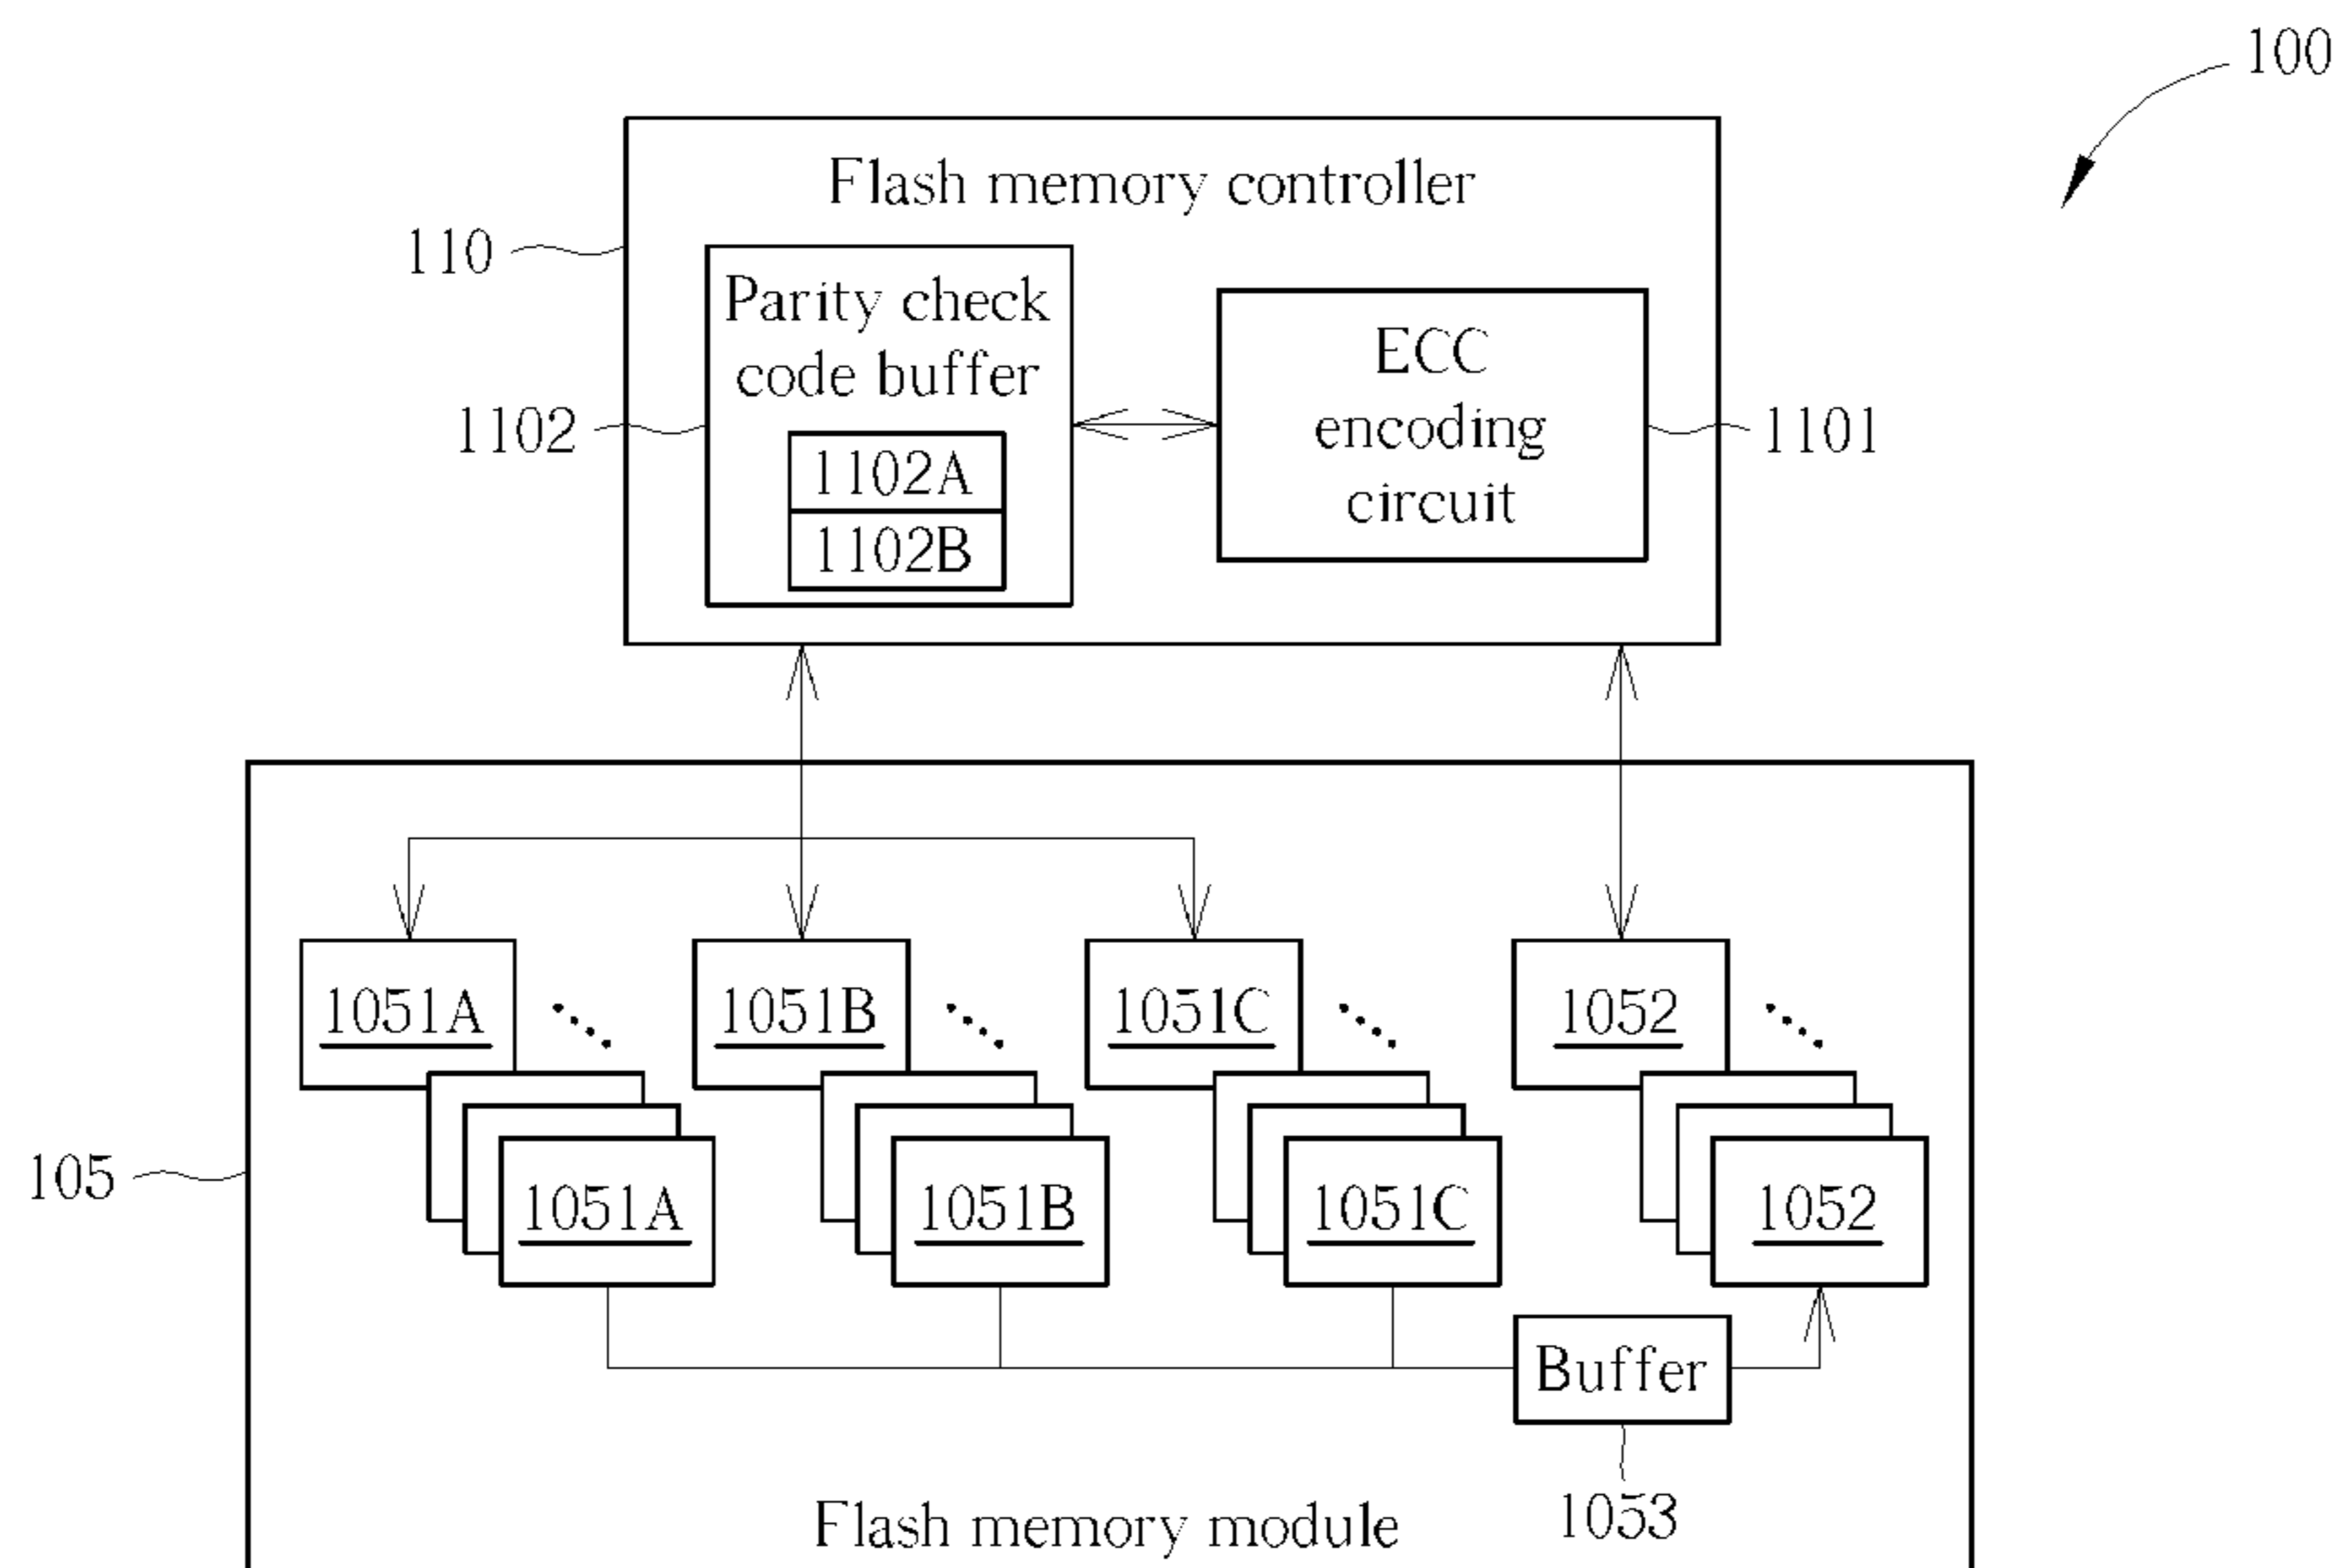 100
Flash memory controller
110
Parity check
code buffer
1102
1102A
1102B
ECC
encoding
circuit
1101
1051A
1051B
1051C
1052
105
1051A
1051B
1051C
1052
Buffer
1053
Flash memory module